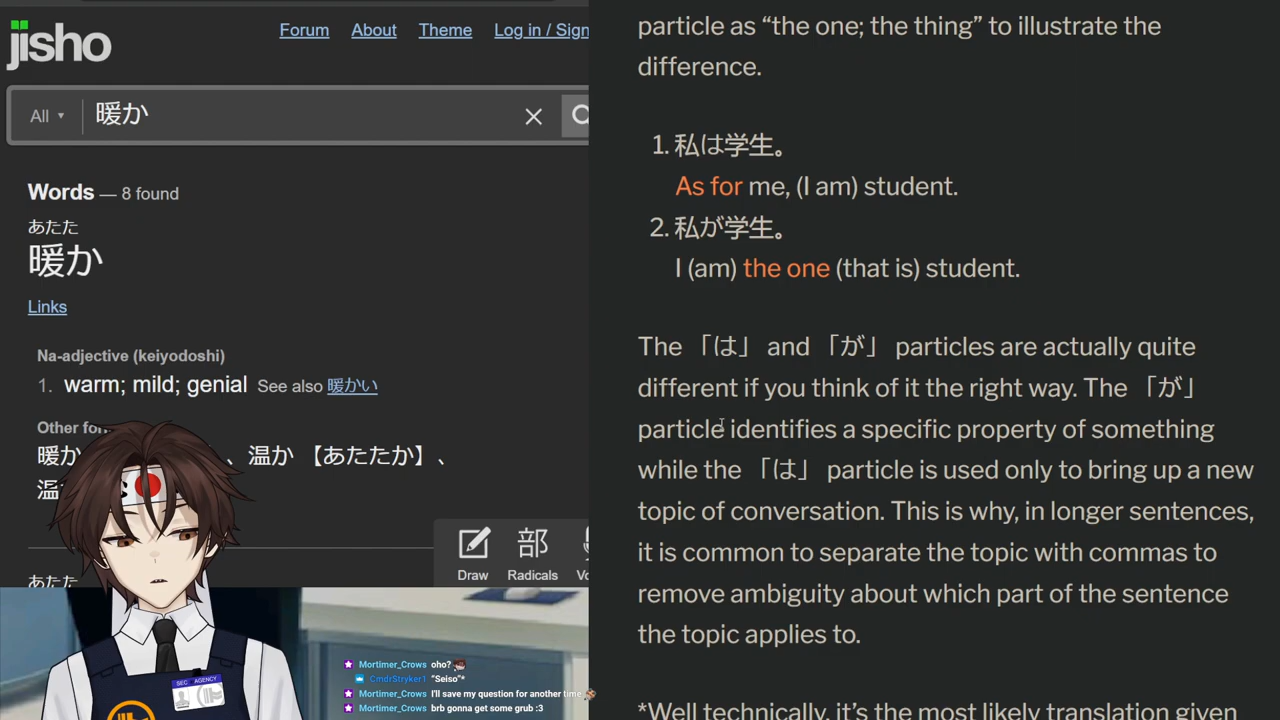 jisho
Forum About Theme Log in / Sign
All ▾ 暖か
Words — 8 found
あたた
暖か
Links
Na-adjective (keiyodoshi)
1. warm; mild; genial See also 暖かい
Other for
暖か 、温か 【あたたか】、
温
Draw 部 Radicals
あたた
SEC AGENCY
Mortimer_Crows oho?
CmdrStryker1 "Seiso"*
Mortimer_Crows I'll save my question for another time
Mortimer_Crows brb gonna get some grub :3
particle as “the one; the thing” to illustrate the
difference.
1. 私は学生。
As for me, (I am) student.
2. 私が学生。
I (am) the one (that is) student.
The 「は」 and 「が」 particles are actually quite
different if you think of it the right way. The 「が」
particle identifies a specific property of something
while the 「は」 particle is used only to bring up a new
topic of conversation. This is why, in longer sentences,
it is common to separate the topic with commas to
remove ambiguity about which part of the sentence
the topic applies to.
*Well technically, it’s the most likely translation given